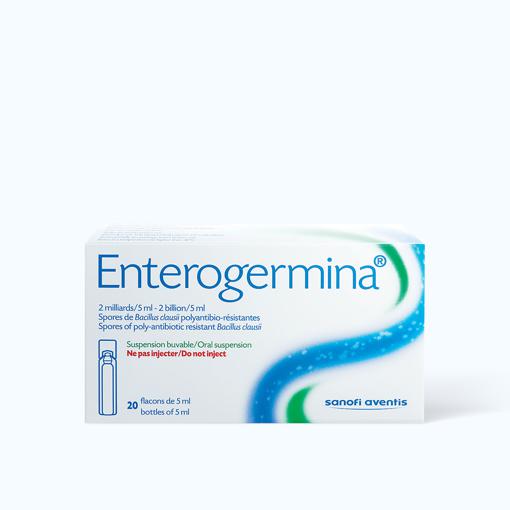 Enterogermina®
2 milliards/5 ml - 2 billion/5 ml
Spores de Bacillus clausii polyantibio-résistantes
Spores of poly-antibiotic resistant Bacillus clausii
Suspension buvable/Oral suspension
Ne pas injecter/Do not inject
20 flacons de 5 ml
bottles of 5 ml
sanofi aventis